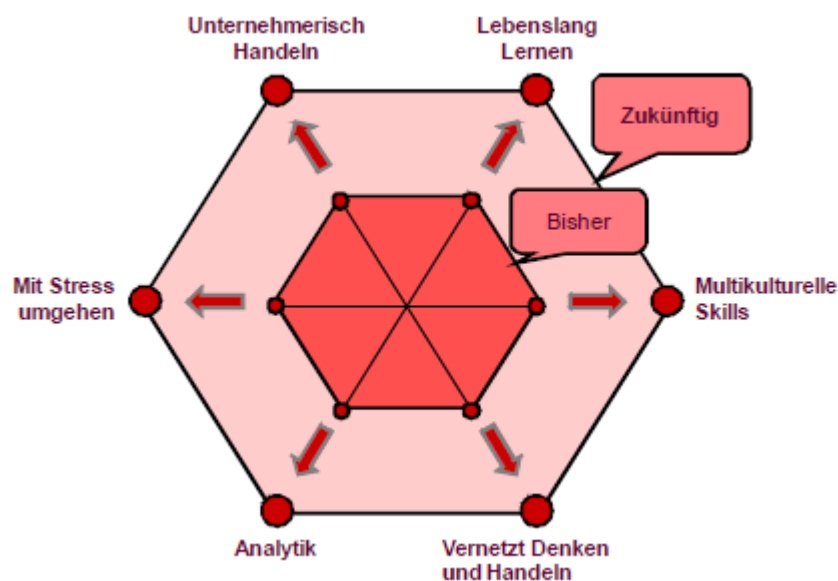 Unternehmerisch
Handeln
Lebenslang
Lernen
Zukünftig
Bisher
Mit Stress
umgehen
Multikulturelle
Skills
Analytik
Vernetzt Denken
und Handeln